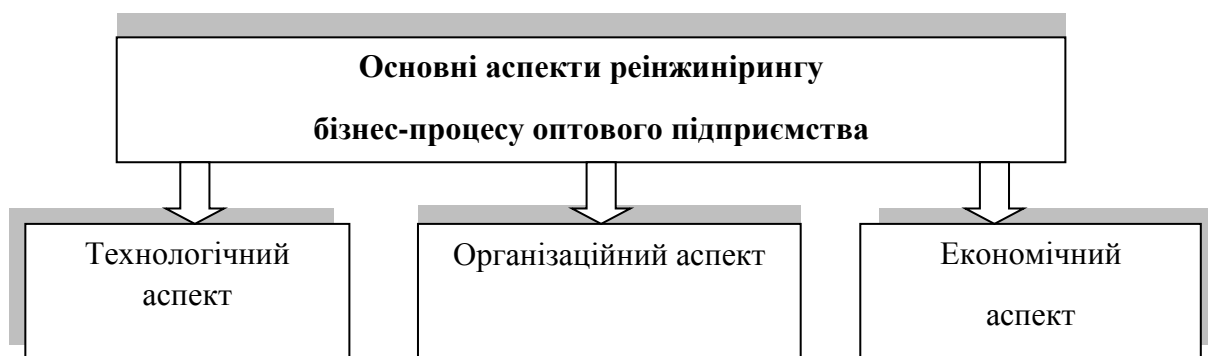 Основні аспекти реінжинірингу
бізнес-процесу оптового підприємства
Технологічний
аспект
Організаційний аспект
Економічний
аспект